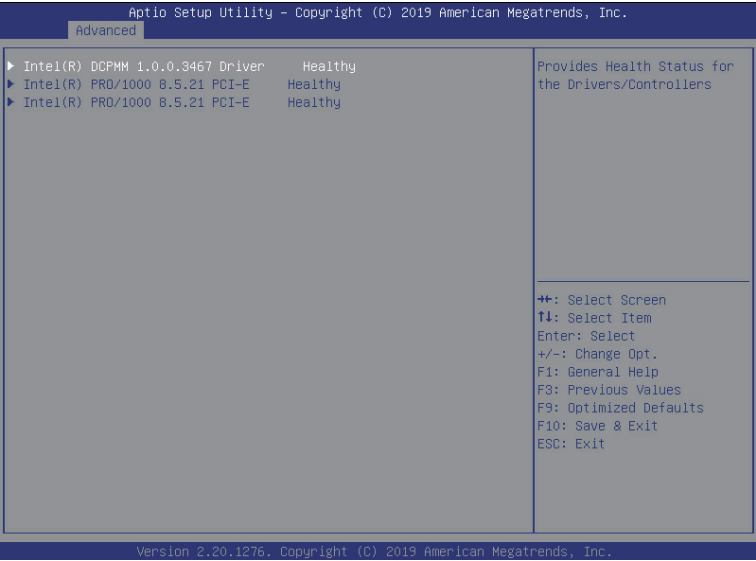 Aptio Setup Utility – Copyright (C) 2019 American Megatrends, Inc.
Advanced
Intel(R) DCPMM 1.0.0.3467 Driver Healthy
Intel(R) PRO/1000 8.5.21 PCI-E Healthy
Intel(R) PRO/1000 8.5.21 PCI-E Healthy
Provides Health Status for
the Drivers/Controllers
→←: Select Screen
↑↓: Select Item
Enter: Select
+/-: Change Opt.
F1: General Help
F3: Previous Values
F9: Optimized Defaults
F10: Save & Exit
ESC: Exit
Version 2.20.1276. Copyright (C) 2019 American Megatrends, Inc.